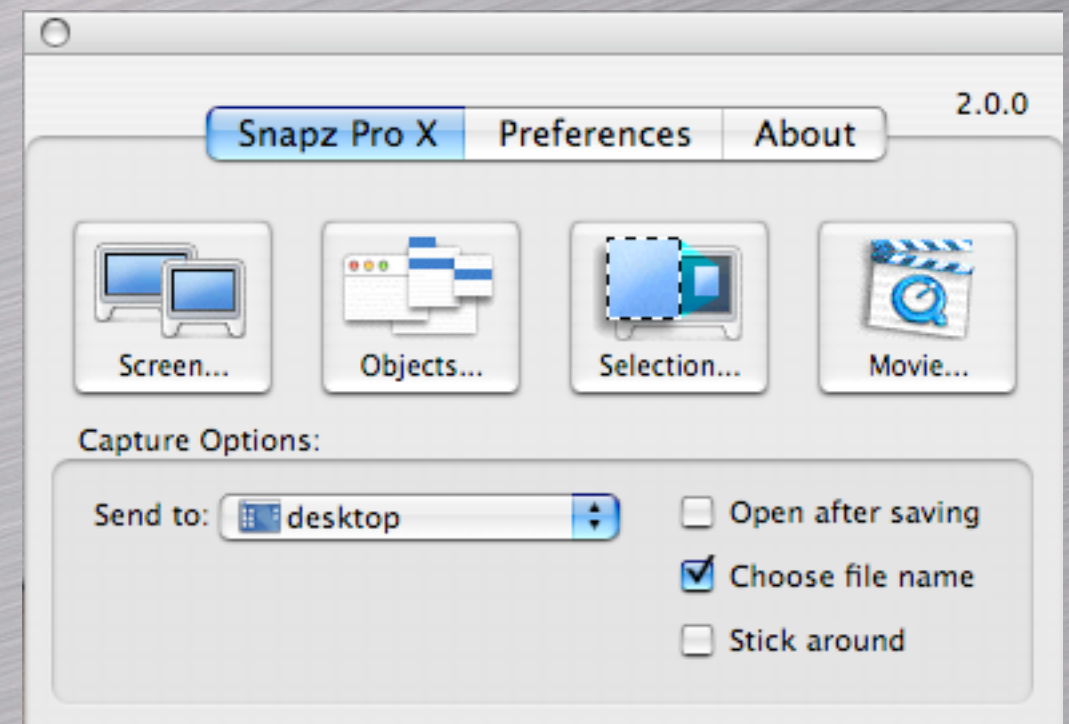 2.0.0
Snapz Pro X Preferences About
Screen... Objects... Selection... Movie...
Capture Options:
Send to: desktop
Open after saving
Choose file name
Stick around